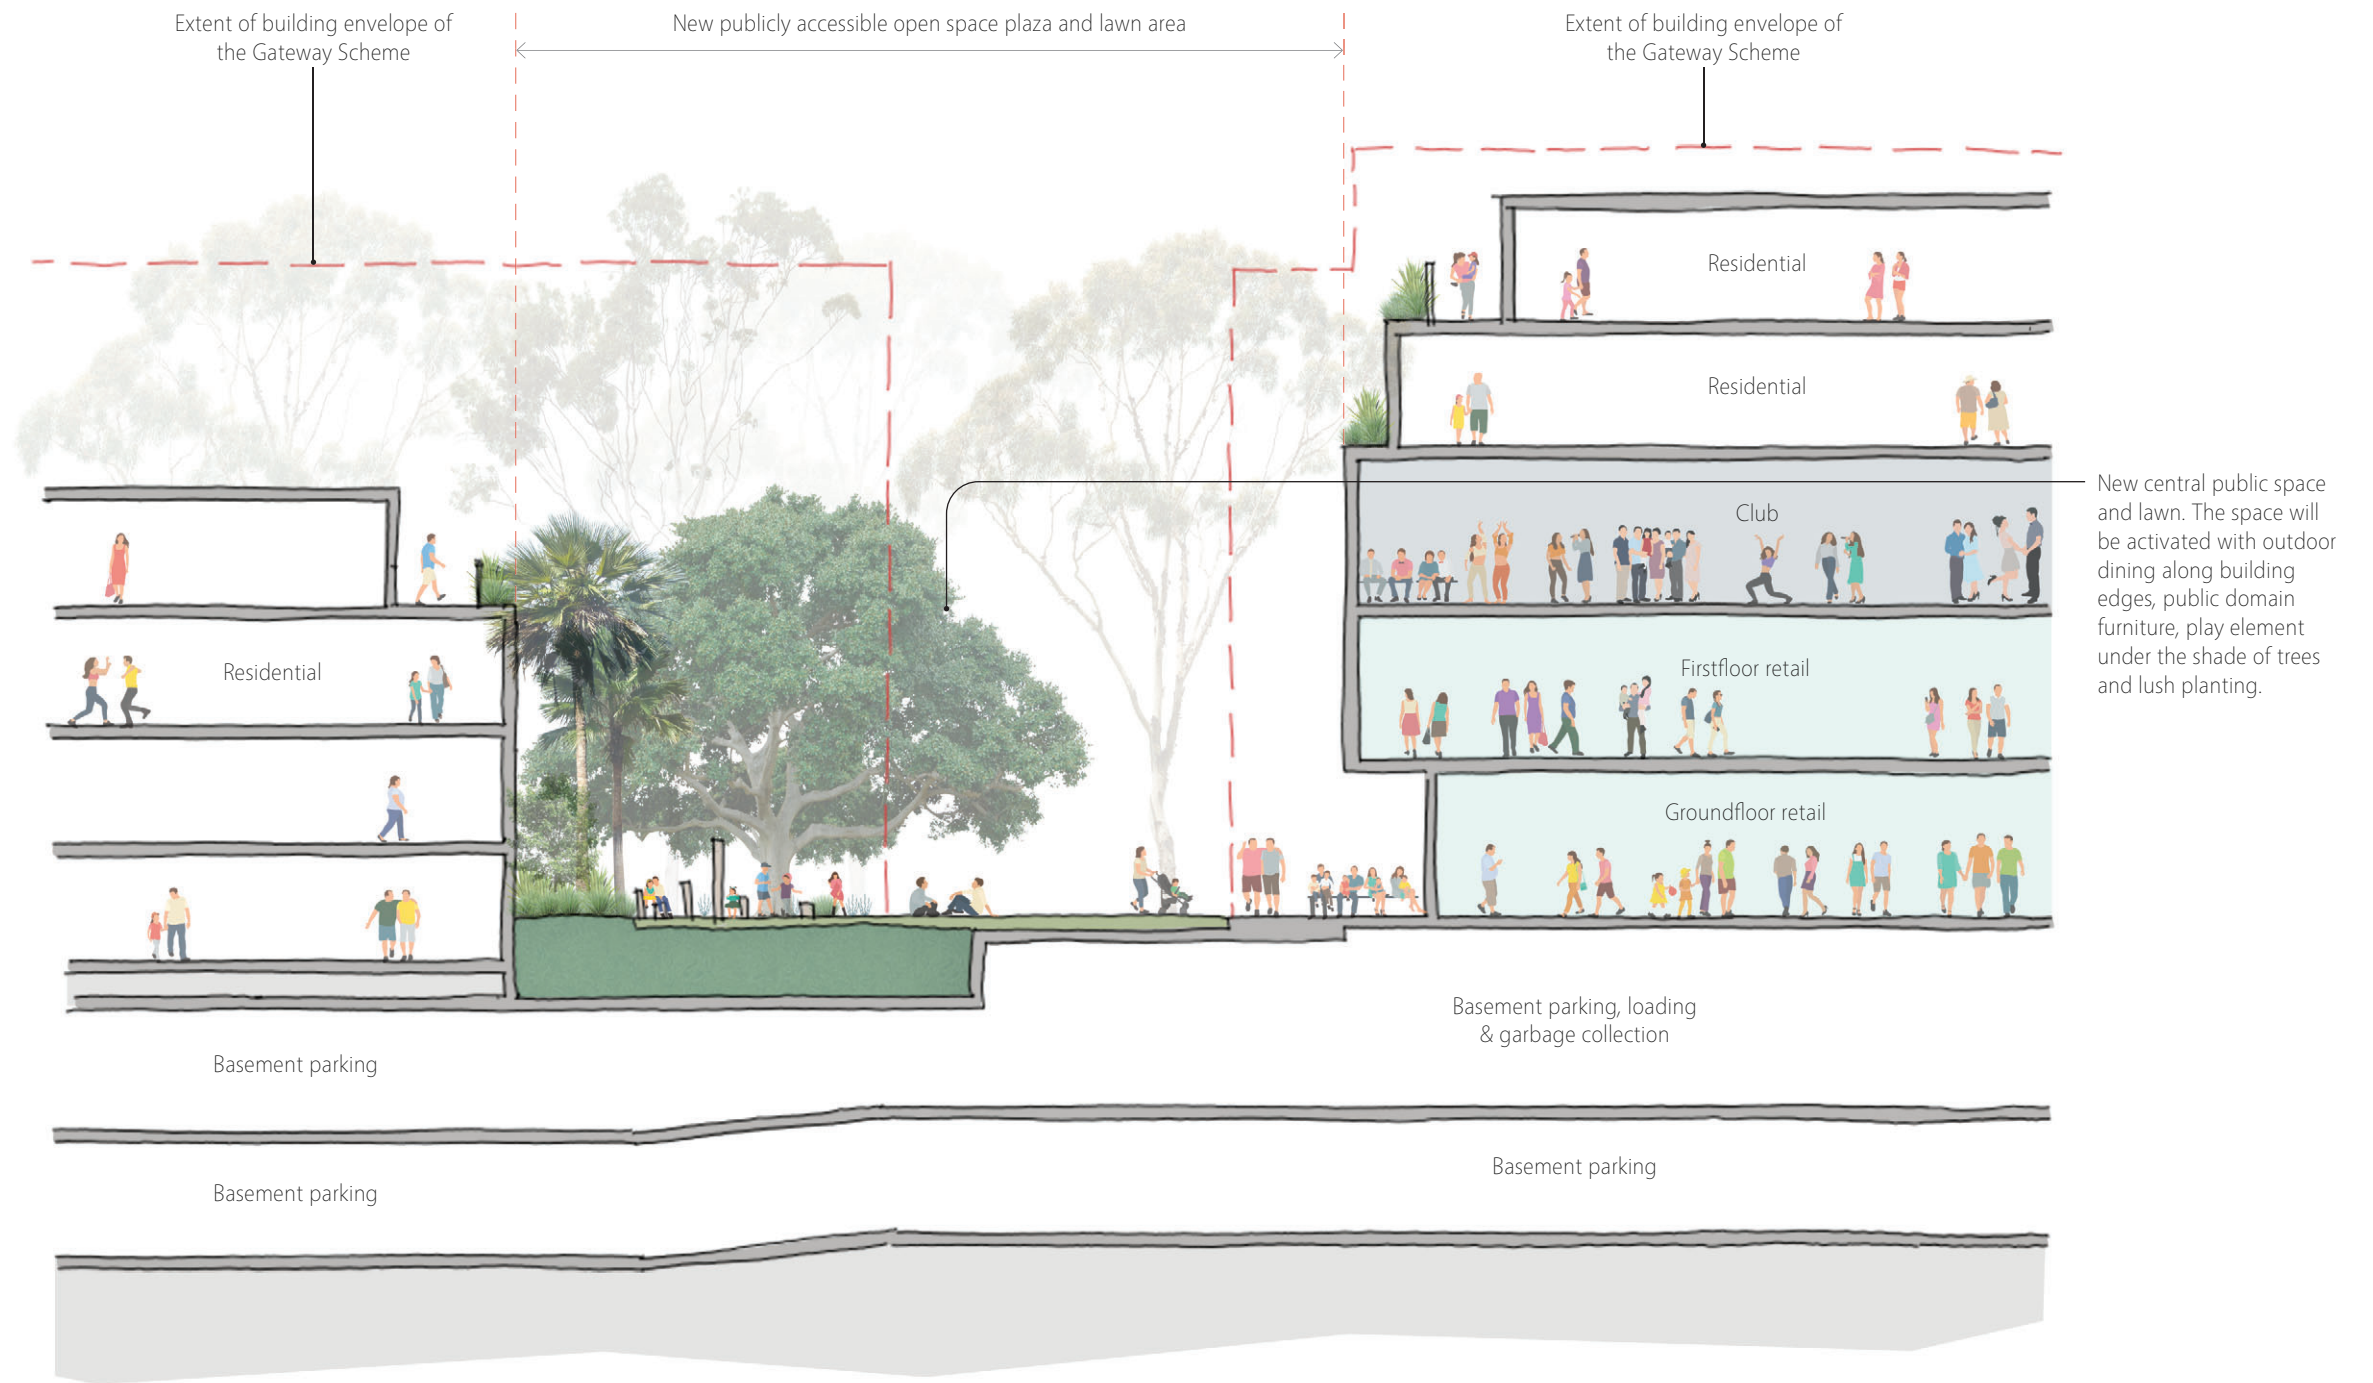 Extent of building envelope of
the Gateway Scheme
New publicly accessible open space plaza and lawn area
Extent of building envelope of
the Gateway Scheme
Residential
Residential
New central public space
and lawn. The space will
be activated with outdoor
dining along building
edges, public domain
furniture, play element
under the shade of trees
and lush planting.
Club
Residential
Firstfloor retail
Groundfloor retail
Basement parking, loading
& garbage collection
Basement parking
Basement parking
Basement parking